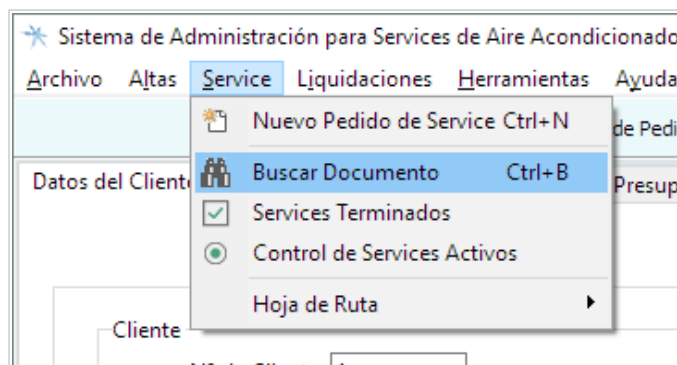 Sistema de Administración para Services de Aire Acondicionado
Archivo Altas Service Liquidaciones Herramientas Ayuda
Nuevo Pedido de Service Ctrl+N
de Pedi
Datos del Cliente
Buscar Documento Ctrl+B
Presup
Services Terminados
Control de Services Activos
Hoja de Ruta
Cliente